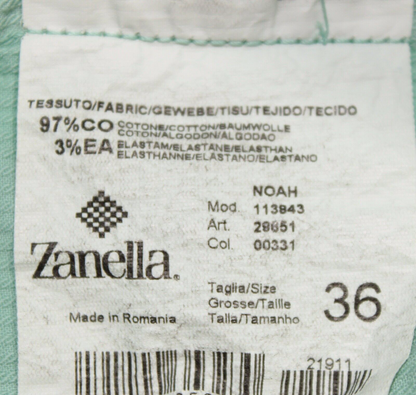 TESSUTO/FABRIC/GEWEBE/TISU/TEJIDO/TECIDO
97%CO COTONE/COTTON/BAUMWOLLE
COTON/ALGODON/ALGODAO
3%EA ELASTAM/ELASTANE/ELASTHAN
ELASTHANNE/ELASTANO/ELASTANO
NOAH
Mod. 113843
Art. 29651
Col. 00331
Zanella.
Taglia/Size
Grosse/Taille
Talla/Tamanho
36
Made in Romania
21911